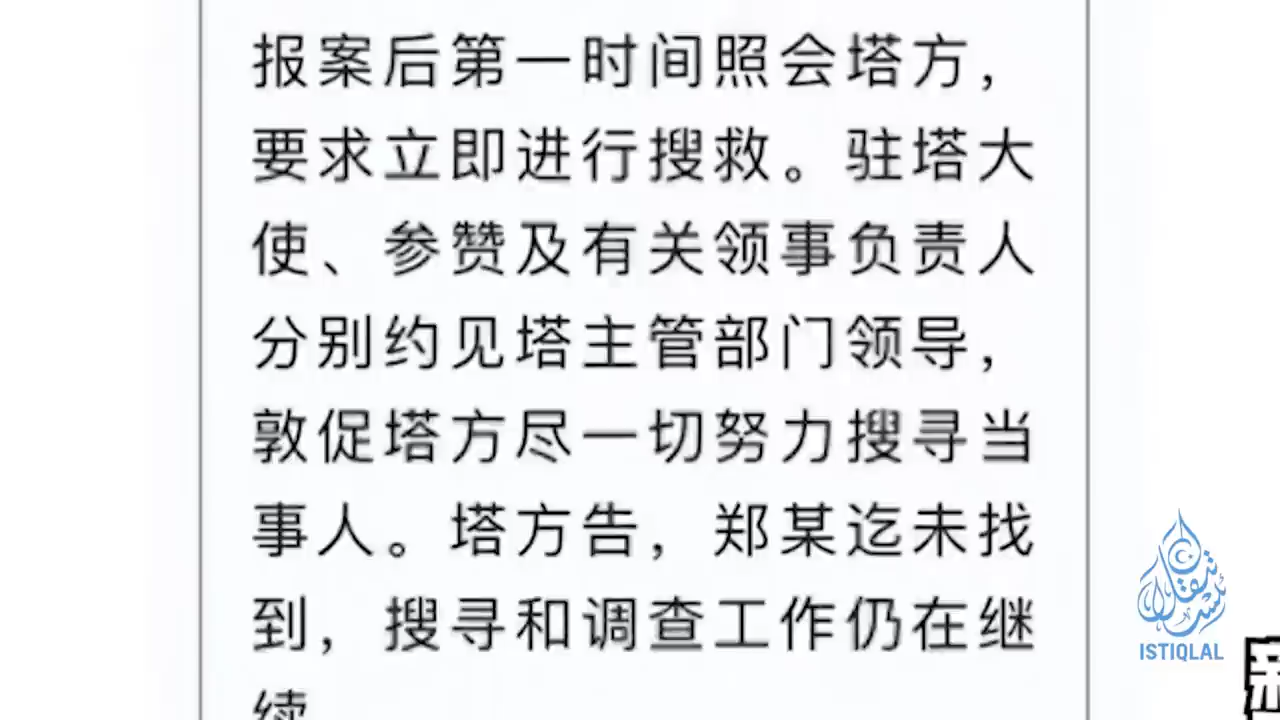 报案后第一时间照会塔方，
要求立即进行搜救。驻塔大
使、参赞及有关领事负责人
分别约见塔主管部门领导，
敦促塔方尽一切努力搜寻当
事人。塔方告，郑某迄未找
到，搜寻和调查工作仍在继
续
ISTIQLAL